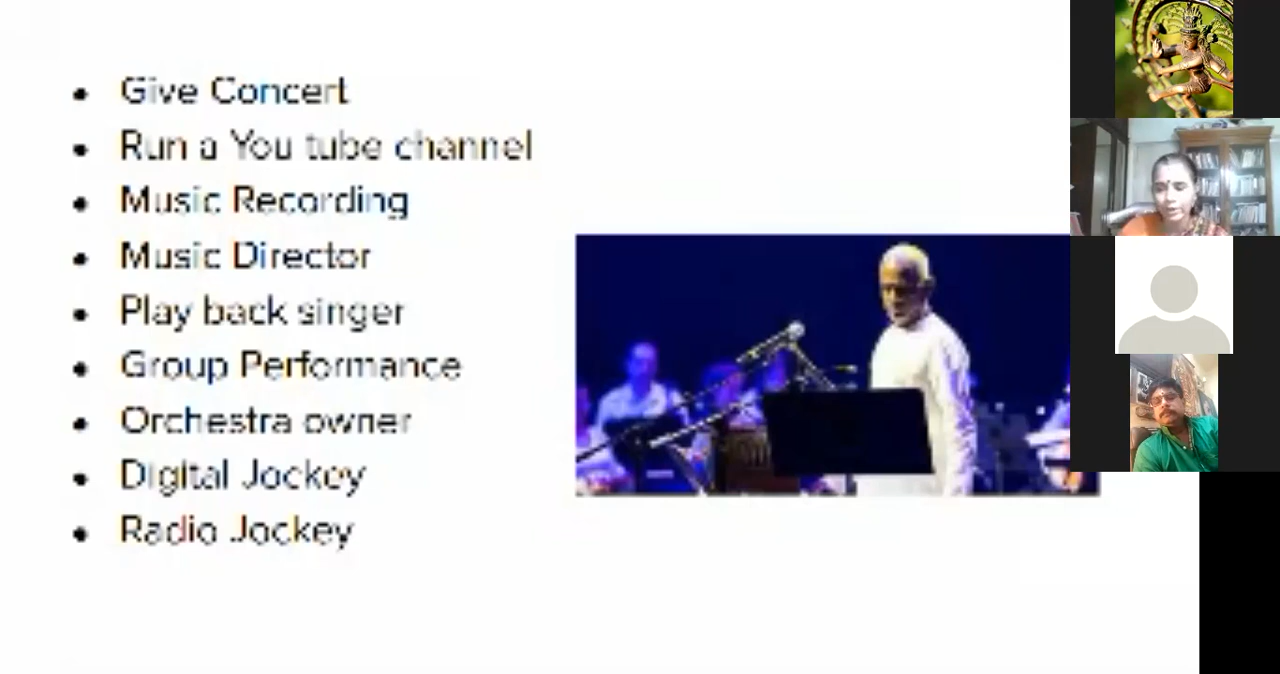 Give Concert
Run a You tube channel
Music Recording
Music Director
Play back singer
Group Performance
Orchestra owner
Digital Jockey
Radio Jockey